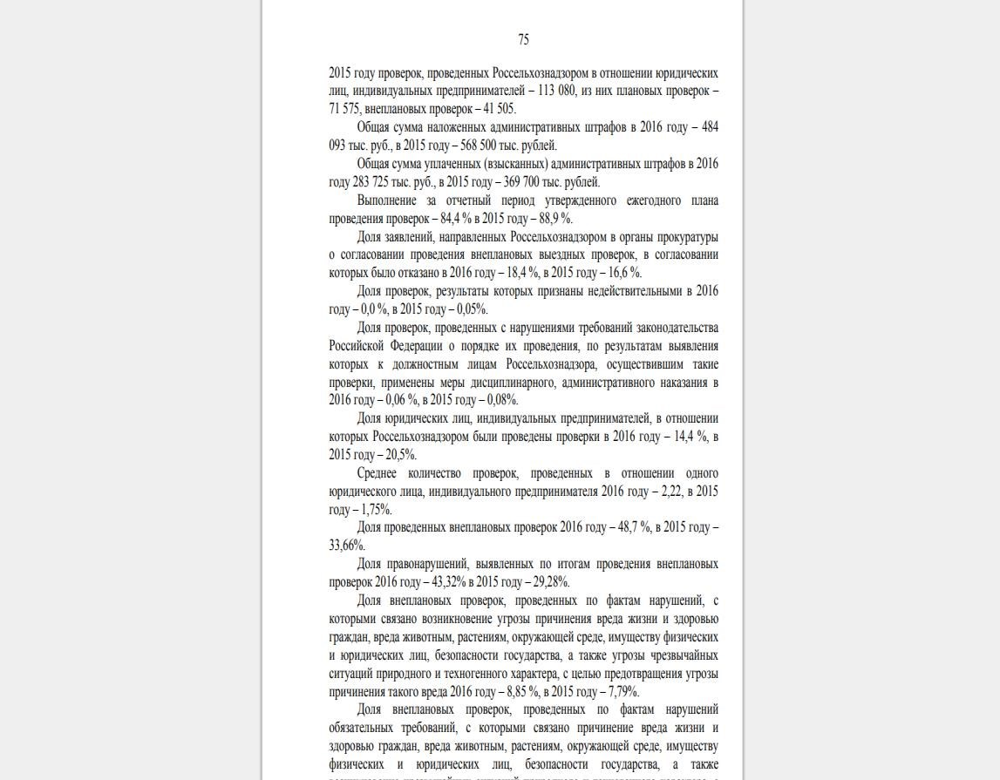 75
2015 году проверок, проведенных Россельхознадзором в отношении юридических
лиц, индивидуальных предпринимателей – 113 080, из них плановых проверок –
71 575, внеплановых проверок – 41 505.
Общая сумма наложенных административных штрафов в 2016 году – 484
093 тыс. руб., в 2015 году – 568 500 тыс. рублей.
Общая сумма уплаченных (взысканных) административных штрафов в 2016
году 283 725 тыс. руб., в 2015 году – 369 700 тыс. рублей.
Выполнение за отчетный период утвержденного ежегодного плана
проведения проверок – 84,4 % в 2015 году – 88,9 %.
Доля заявлений, направленных Россельхознадзором в органы прокуратуры
о согласовании проведения внеплановых выездных проверок, в согласовании
которых было отказано в 2016 году – 18,4 %, в 2015 году – 16,6 %.
Доля проверок, результаты которых признаны недействительными в 2016
году – 0,0 %, в 2015 году – 0,05%.
Доля проверок, проведенных с нарушениями требований законодательства
Российской Федерации о порядке их проведения, по результатам выявления
которых к должностным лицам Россельхознадзора, осуществившим такие
проверки, применены меры дисциплинарного, административного наказания в
2016 году – 0,06 %, в 2015 году – 0,08%.
Доля юридических лиц, индивидуальных предпринимателей, в отношении
которых Россельхознадзором были проведены проверки в 2016 году – 14,4 %, в
2015 году – 20,5%.
Среднее количество проверок, проведенных в отношении одного
юридического лица, индивидуального предпринимателя 2016 году – 2,22, в 2015
году – 1,75%.
Доля проведенных внеплановых проверок 2016 году – 48,7 %, в 2015 году –
33,66%.
Доля правонарушений, выявленных по итогам проведения внеплановых
проверок 2016 году – 43,32% в 2015 году – 29,28%.
Доля внеплановых проверок, проведенных по фактам нарушений, с
которыми связано возникновение угрозы причинения вреда жизни и здоровью
граждан, вреда животным, растениям, окружающей среде, имуществу физических
и юридических лиц, безопасности государства, а также угрозы чрезвычайных
ситуаций природного и техногенного характера, с целью предотвращения угрозы
причинения такого вреда 2016 году – 8,85 %, в 2015 году – 7,79%.
Доля внеплановых проверок, проведенных по фактам нарушений
обязательных требований, с которыми связано причинение вреда жизни и
здоровью граждан, вреда животным, растениям, окружающей среде, имуществу
физических и юридических лиц, безопасности государства, а также